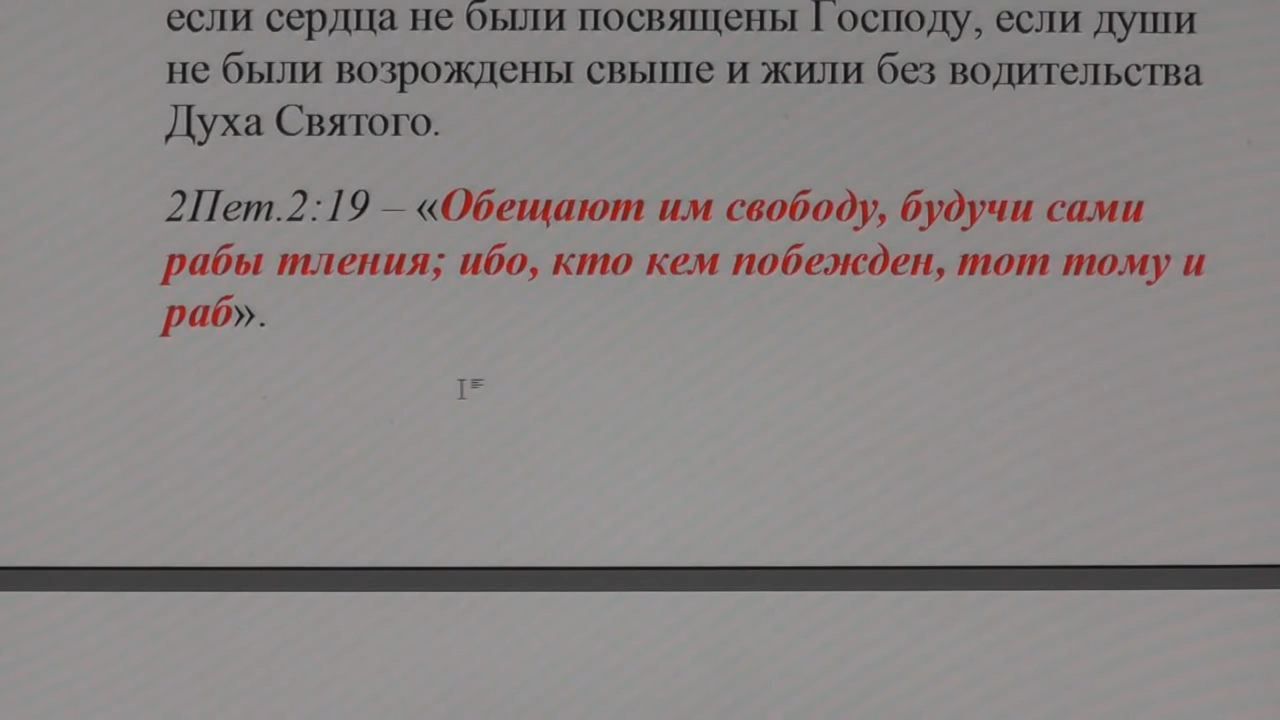 если сердца не были посвящены Господу, если души
не были возрождены свыше и жили без водительства
Духа Святого.
2Пет.2:19 – «Обещают им свободу, будучи сами
рабы тления; ибо, кто кем побежден, тот тому и
раб».